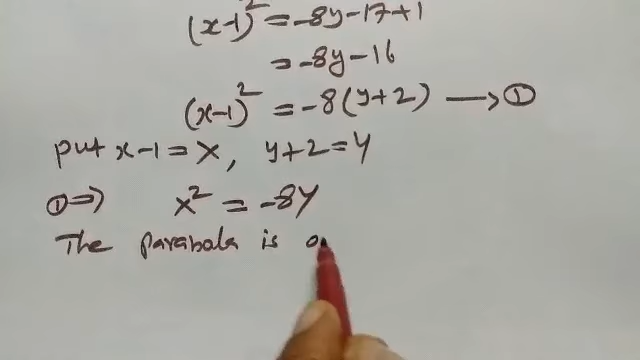 (x-1)² = -8y-17+1
= -8y-16
(x-1)² = -8(y+2) ⟶ ①
put x-1=X, y+2=Y
①⇒ X² = -8Y
The parabola is o